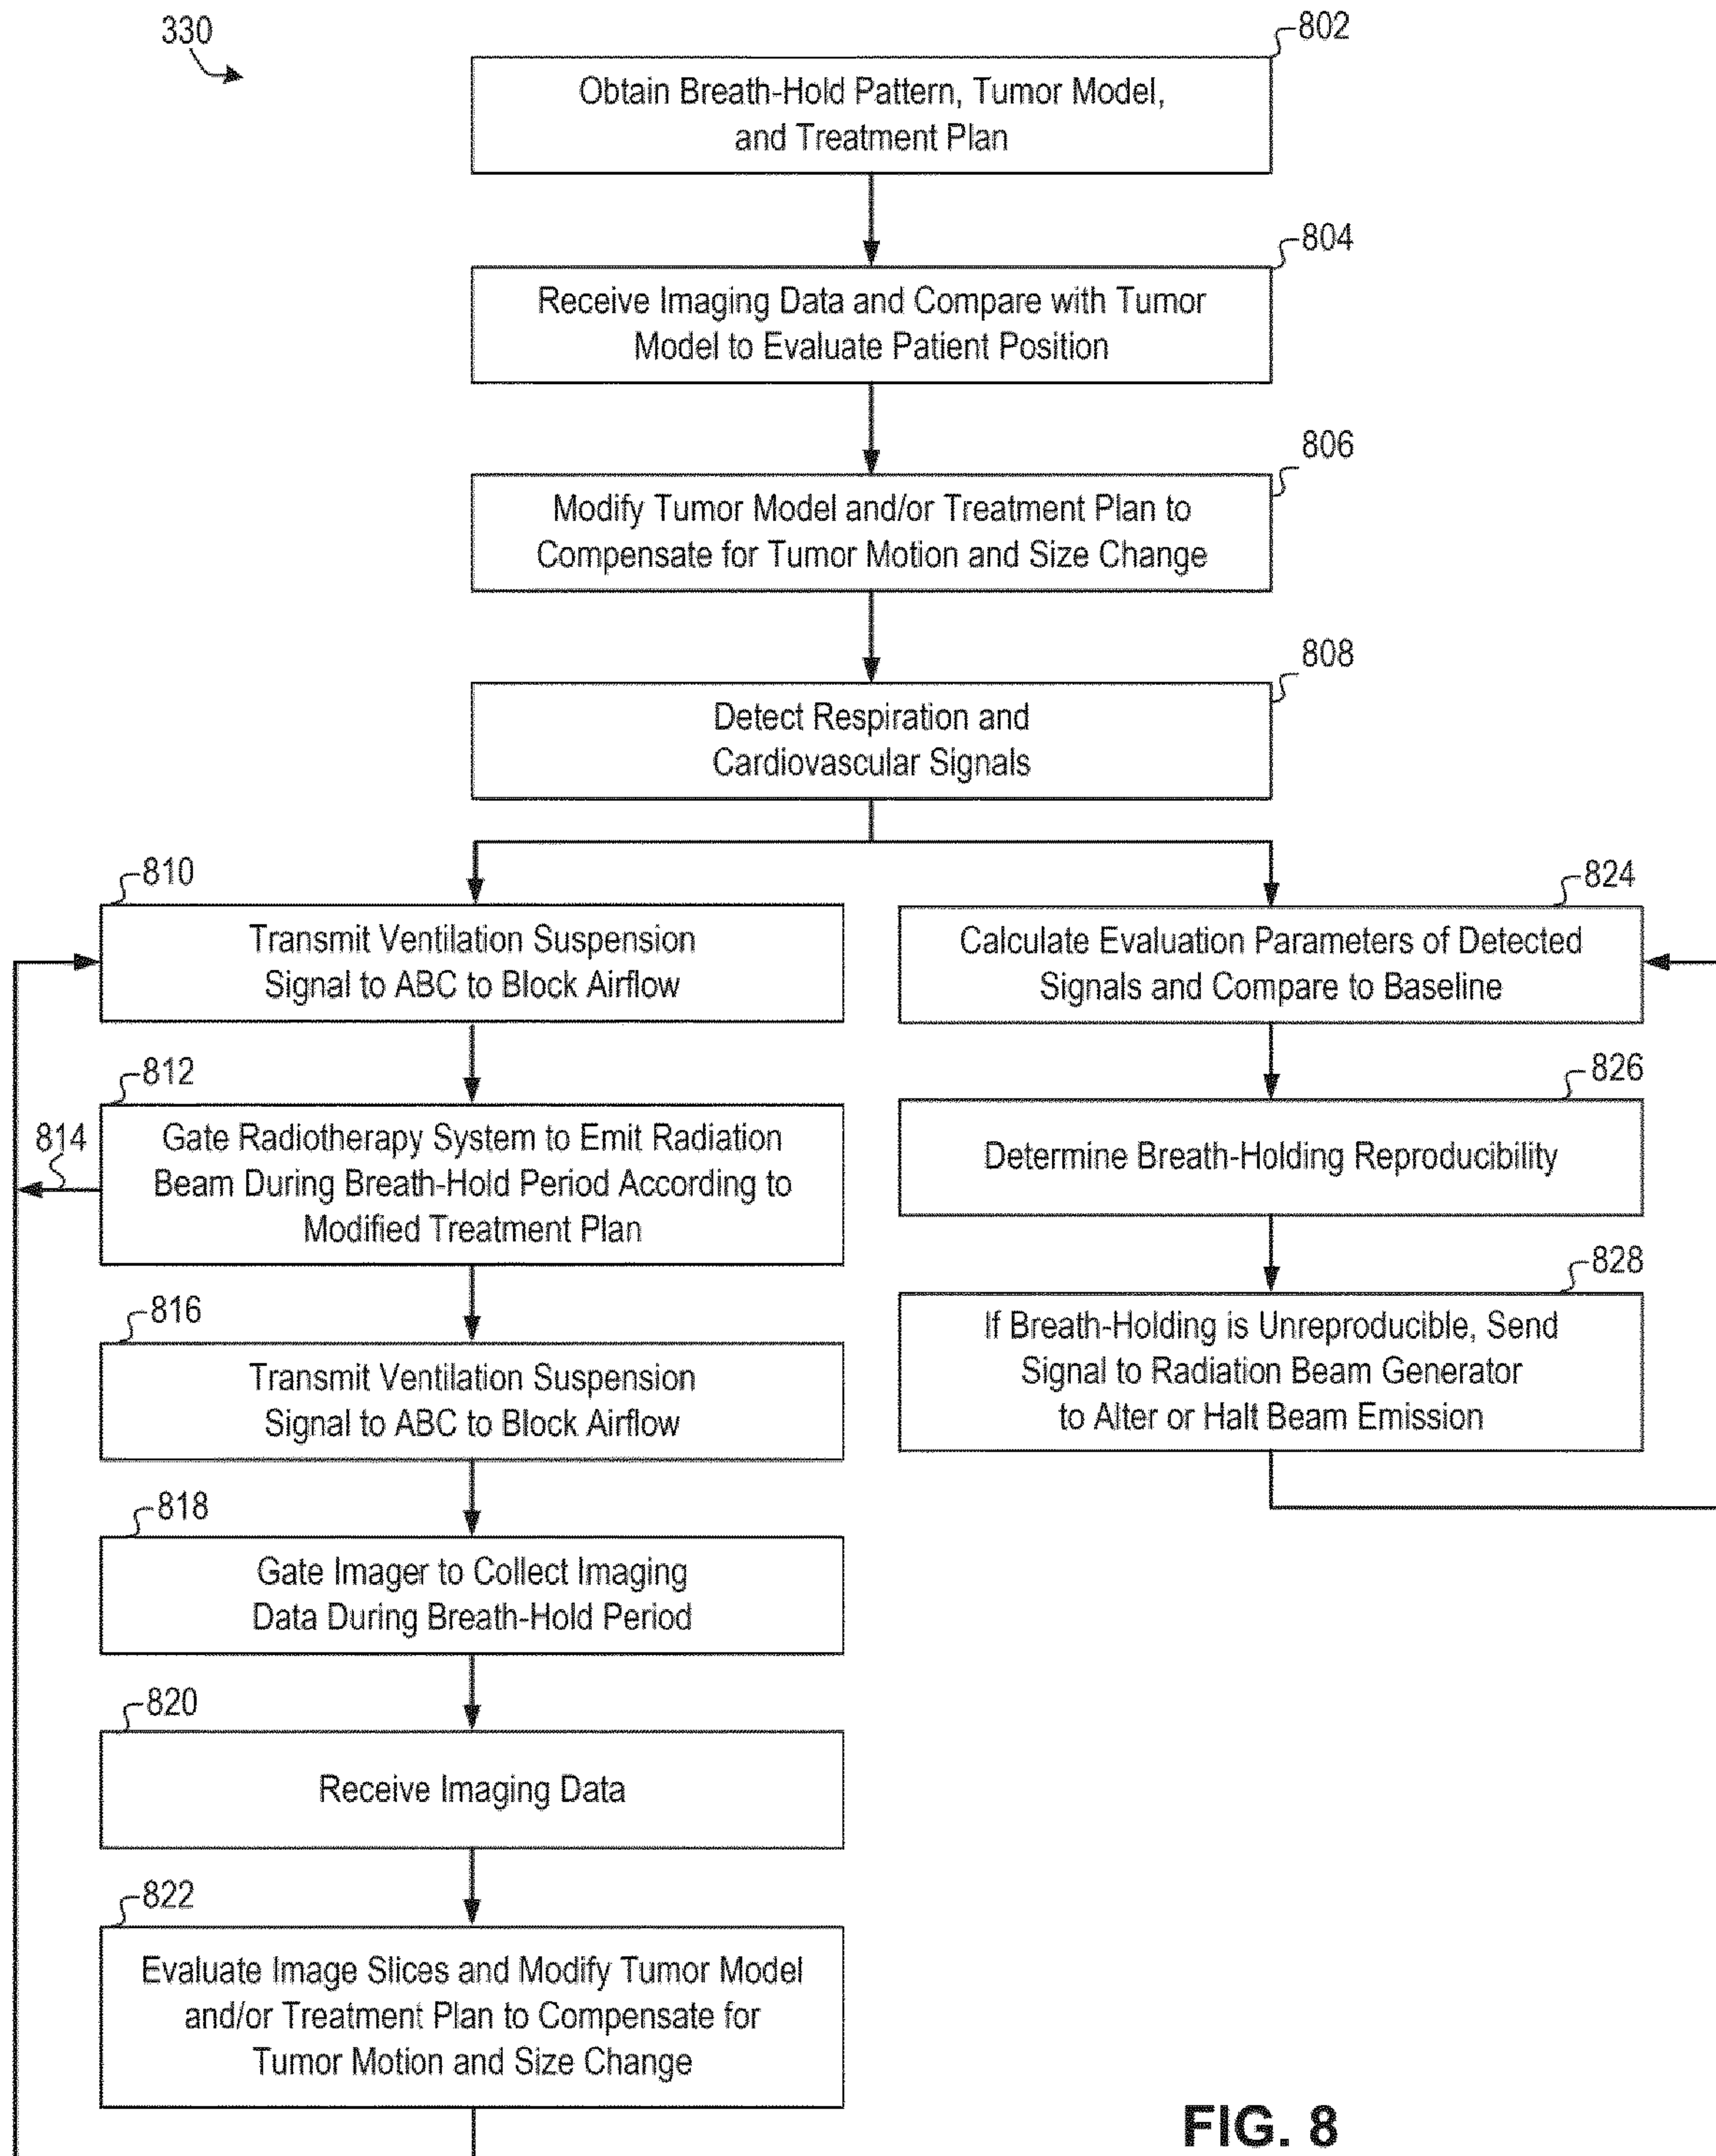 330
802
Obtain Breath-Hold Pattern, Tumor Model,
and Treatment Plan
804
Receive Imaging Data and Compare with Tumor
Model to Evaluate Patient Position
806
Modify Tumor Model and/or Treatment Plan to
Compensate for Tumor Motion and Size Change
808
Detect Respiration and
Cardiovascular Signals
810
Transmit Ventilation Suspension
Signal to ABC to Block Airflow
812
814
Gate Radiotherapy System to Emit Radiation
Beam During Breath-Hold Period According to
Modified Treatment Plan
816
Transmit Ventilation Suspension
Signal to ABC to Block Airflow
818
Gate Imager to Collect Imaging
Data During Breath-Hold Period
820
Receive Imaging Data
822
Evaluate Image Slices and Modify Tumor Model
and/or Treatment Plan to Compensate for
Tumor Motion and Size Change
824
Calculate Evaluation Parameters of Detected
Signals and Compare to Baseline
826
Determine Breath-Holding Reproducibility
828
If Breath-Holding is Unreproducible, Send
Signal to Radiation Beam Generator
to Alter or Halt Beam Emission
FIG. 8